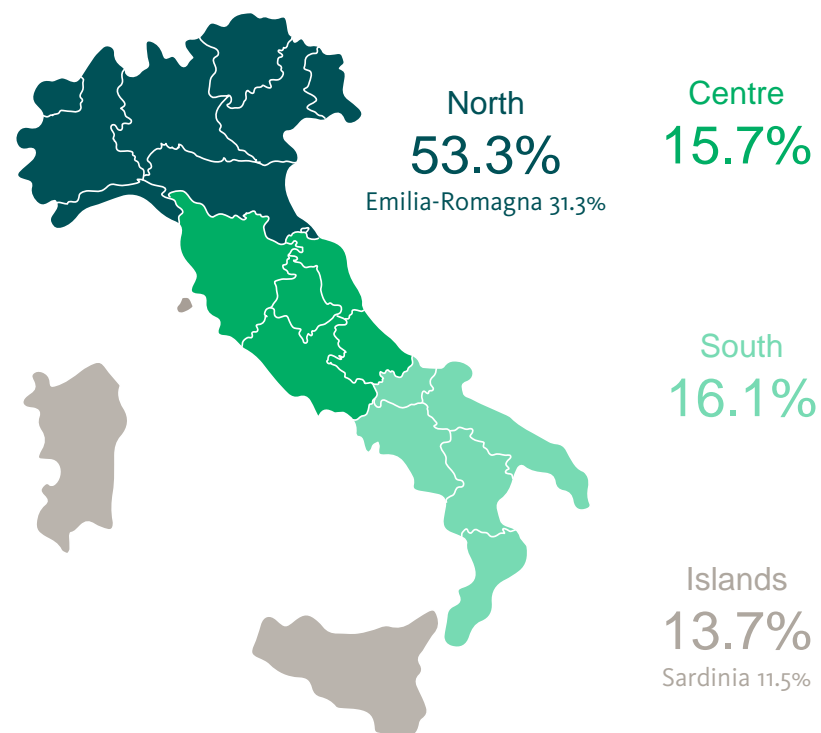 North
53.3%
Emilia-Romagna 31.3%
Centre
15.7%
South
16.1%
Islands
13.7%
Sardinia 11.5%